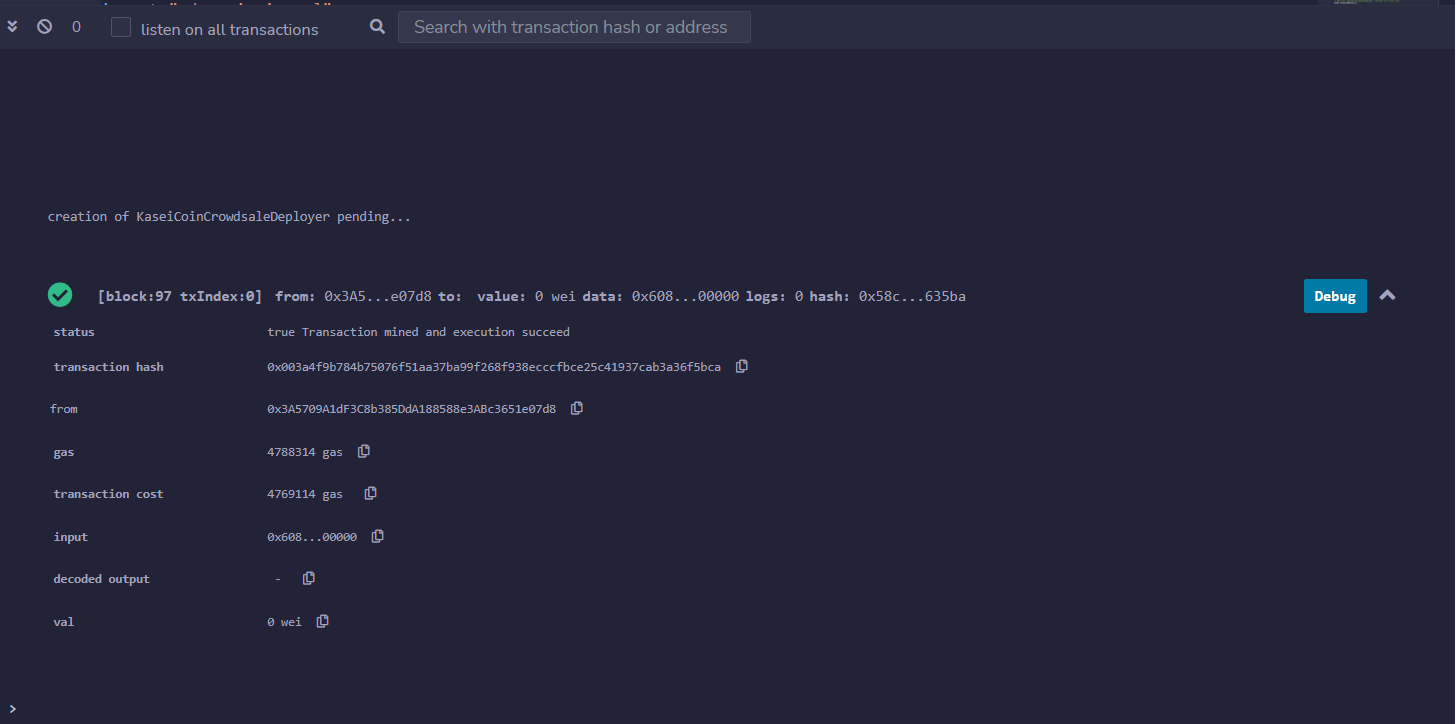 0 listen on all transactions Search with transaction hash or address
creation of KaseiCoinCrowdsaleDeployer pending...
[block:97 txIndex:0] from: 0x3A5...e07d8 to: value: 0 wei data: 0x608...00000 logs: 0 hash: 0x58c...635ba Debug
status true Transaction mined and execution succeed
transaction hash 0x003a4f9b784b75076f51aa37ba99f268f938ecccfbce25c41937cab3a36f5bca
from 0x3A5709A1dF3C8b385DdA188588e3ABc3651e07d8
gas 4788314 gas
transaction cost 4769114 gas
input 0x608...00000
decoded output -
val 0 wei
>